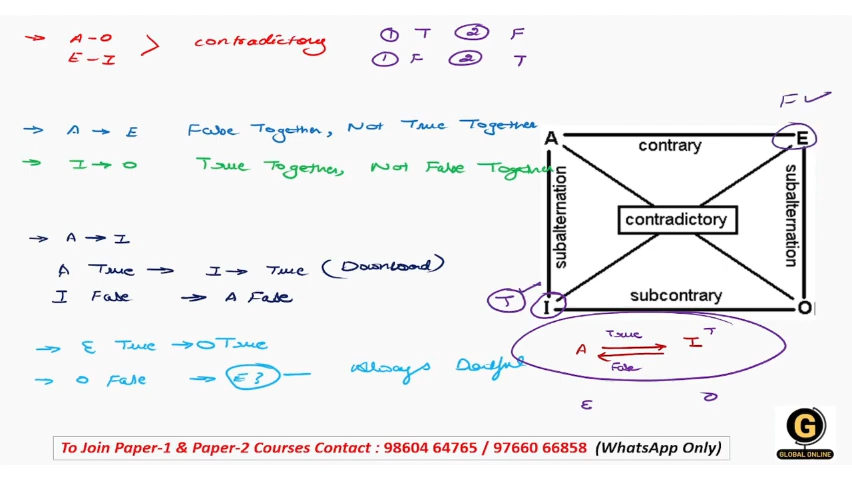 → A - O
E - I > contradictory ① T ② F
① F ② T
F ✓
→ A → E False Together, Not True Together
→ I → O True Together, Not False Together
A contrary E
subalternation contradictory subalternation
I subcontrary O
T
→ A → I
A True → I → True (Downward)
I False → A False
→ E True → O True
→ O False → E ? — Always Doubtful
A True I T
False
E O
G
GLOBAL ONLINE
To Join Paper-1 & Paper-2 Courses Contact : 98604 64765 / 97660 66858 (WhatsApp Only)